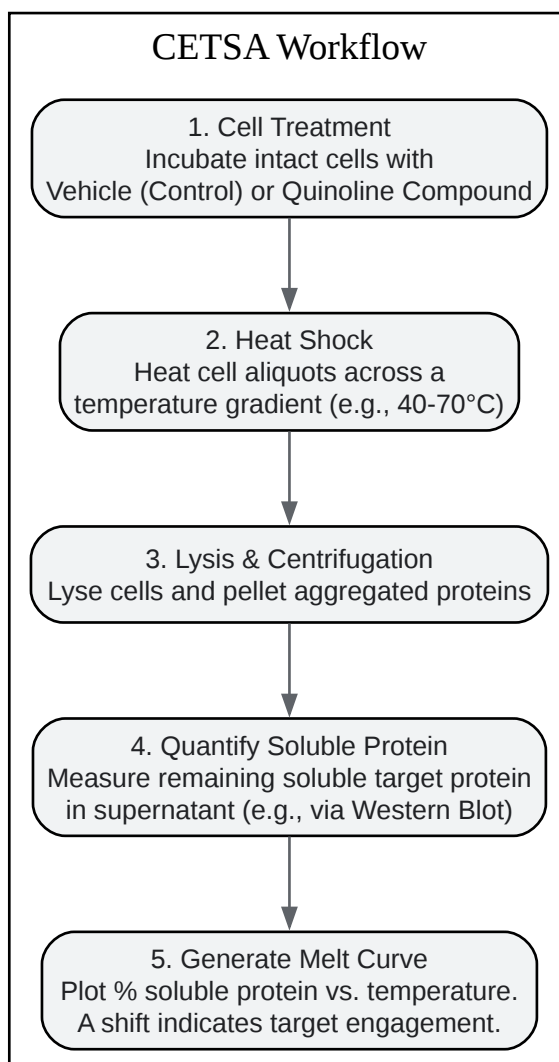 CETSA Workflow
1. Cell Treatment
Incubate intact cells with
Vehicle (Control) or Quinoline Compound
2. Heat Shock
Heat cell aliquots across a
temperature gradient (e.g., 40-70°C)
3. Lysis & Centrifugation
Lyse cells and pellet aggregated proteins
4. Quantify Soluble Protein
Measure remaining soluble target protein
in supernatant (e.g., via Western Blot)
5. Generate Melt Curve
Plot % soluble protein vs. temperature.
A shift indicates target engagement.